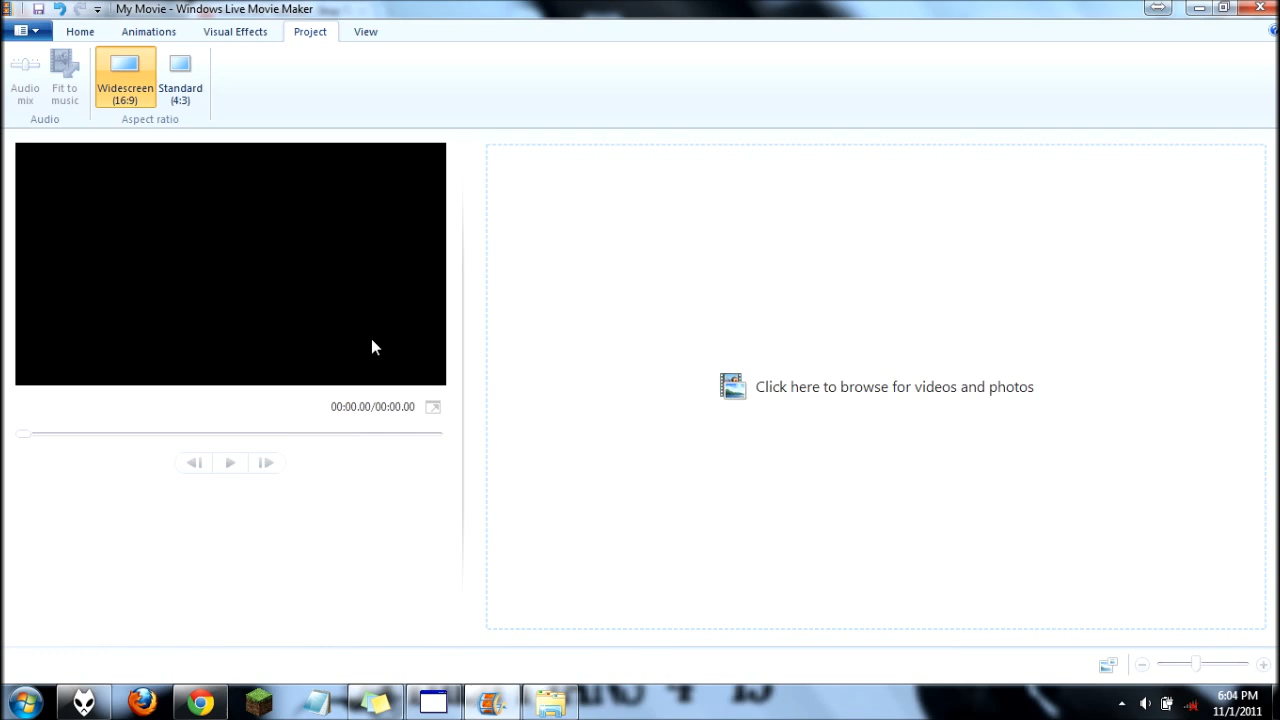 My Movie - Windows Live Movie Maker
Home Animations Visual Effects Project View
Audio mix
Fit to music
Widescreen (16:9)
Standard (4:3)
Audio
Aspect ratio
Click here to browse for videos and photos
00:00.00/00:00.00
6:04 PM
11/1/2011